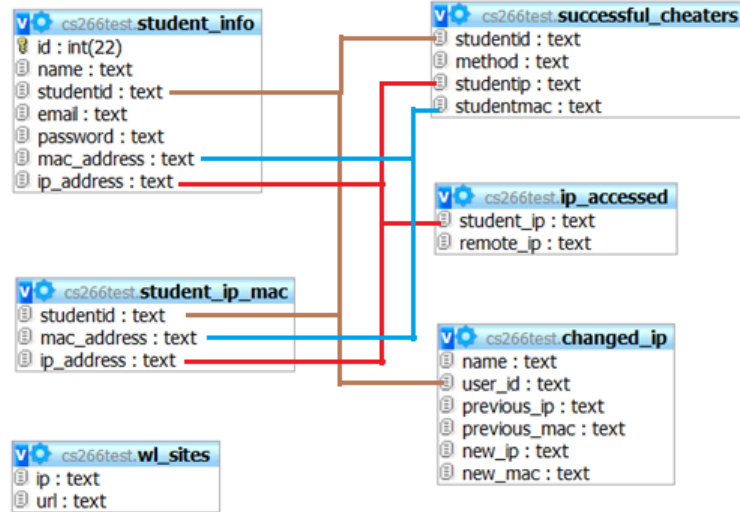 cs266test.student_info
id : int(22)
name : text
studentid : text
email : text
password : text
mac_address : text
ip_address : text
cs266test.successful_cheaters
studentid : text
method : text
studentip : text
studentmac : text
cs266test.ip_accessed
student_ip : text
remote_ip : text
cs266test.student_ip_mac
studentid : text
mac_address : text
ip_address : text
cs266test.changed_ip
name : text
user_id : text
previous_ip : text
previous_mac : text
new_ip : text
new_mac : text
cs266test.wl_sites
ip : text
url : text